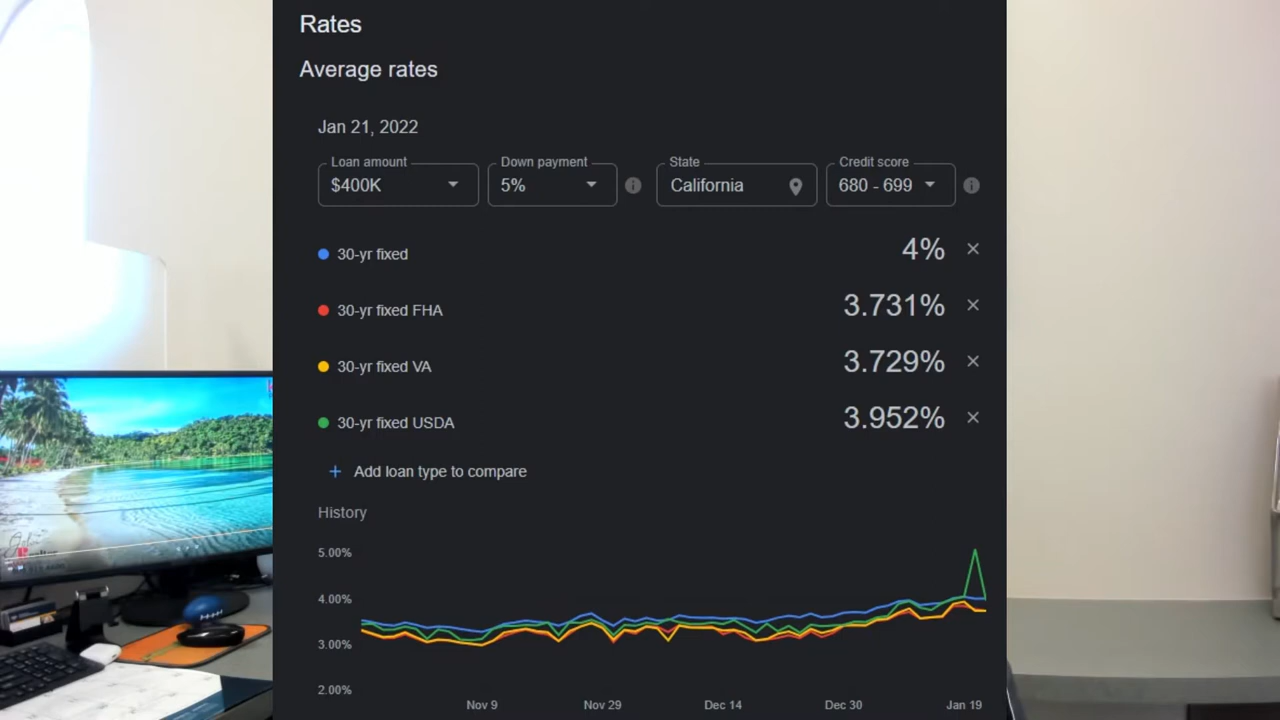 Rates
Average rates
Jan 21, 2022
Loan amount Down payment State Credit score
$400K 5% California 680 - 699
30-yr fixed 4%
30-yr fixed FHA 3.731%
30-yr fixed VA 3.729%
30-yr fixed USDA 3.952%
+ Add loan type to compare
History
5.00%
4.00%
3.00%
2.00%
Nov 9 Nov 29 Dec 14 Dec 30 Jan 19